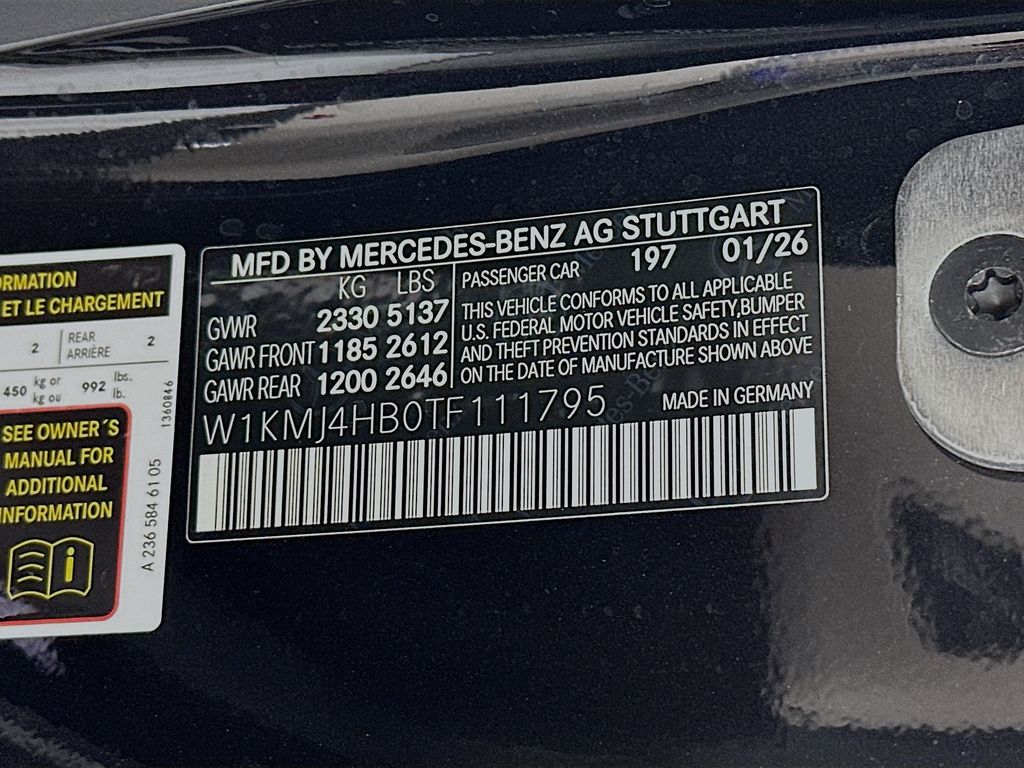 ORMATION
ET LE CHARGEMENT
2 REAR ARRIÈRE 2
450 kg or kg ou 992 lbs. lb.
1360846
SEE OWNER´S
MANUAL FOR
ADDITIONAL
INFORMATION
A 236 584 61 05
MFD BY MERCEDES-BENZ AG STUTTGART
KG LBS
GVWR 2330 5137
GAWR FRONT 1185 2612
GAWR REAR 1200 2646
PASSENGER CAR 197 01/26
THIS VEHICLE CONFORMS TO ALL APPLICABLE
U.S. FEDERAL MOTOR VEHICLE SAFETY,BUMPER
AND THEFT PREVENTION STANDARDS IN EFFECT
ON THE DATE OF MANUFACTURE SHOWN ABOVE
W1KMJ4HB0TF111795
MADE IN GERMANY